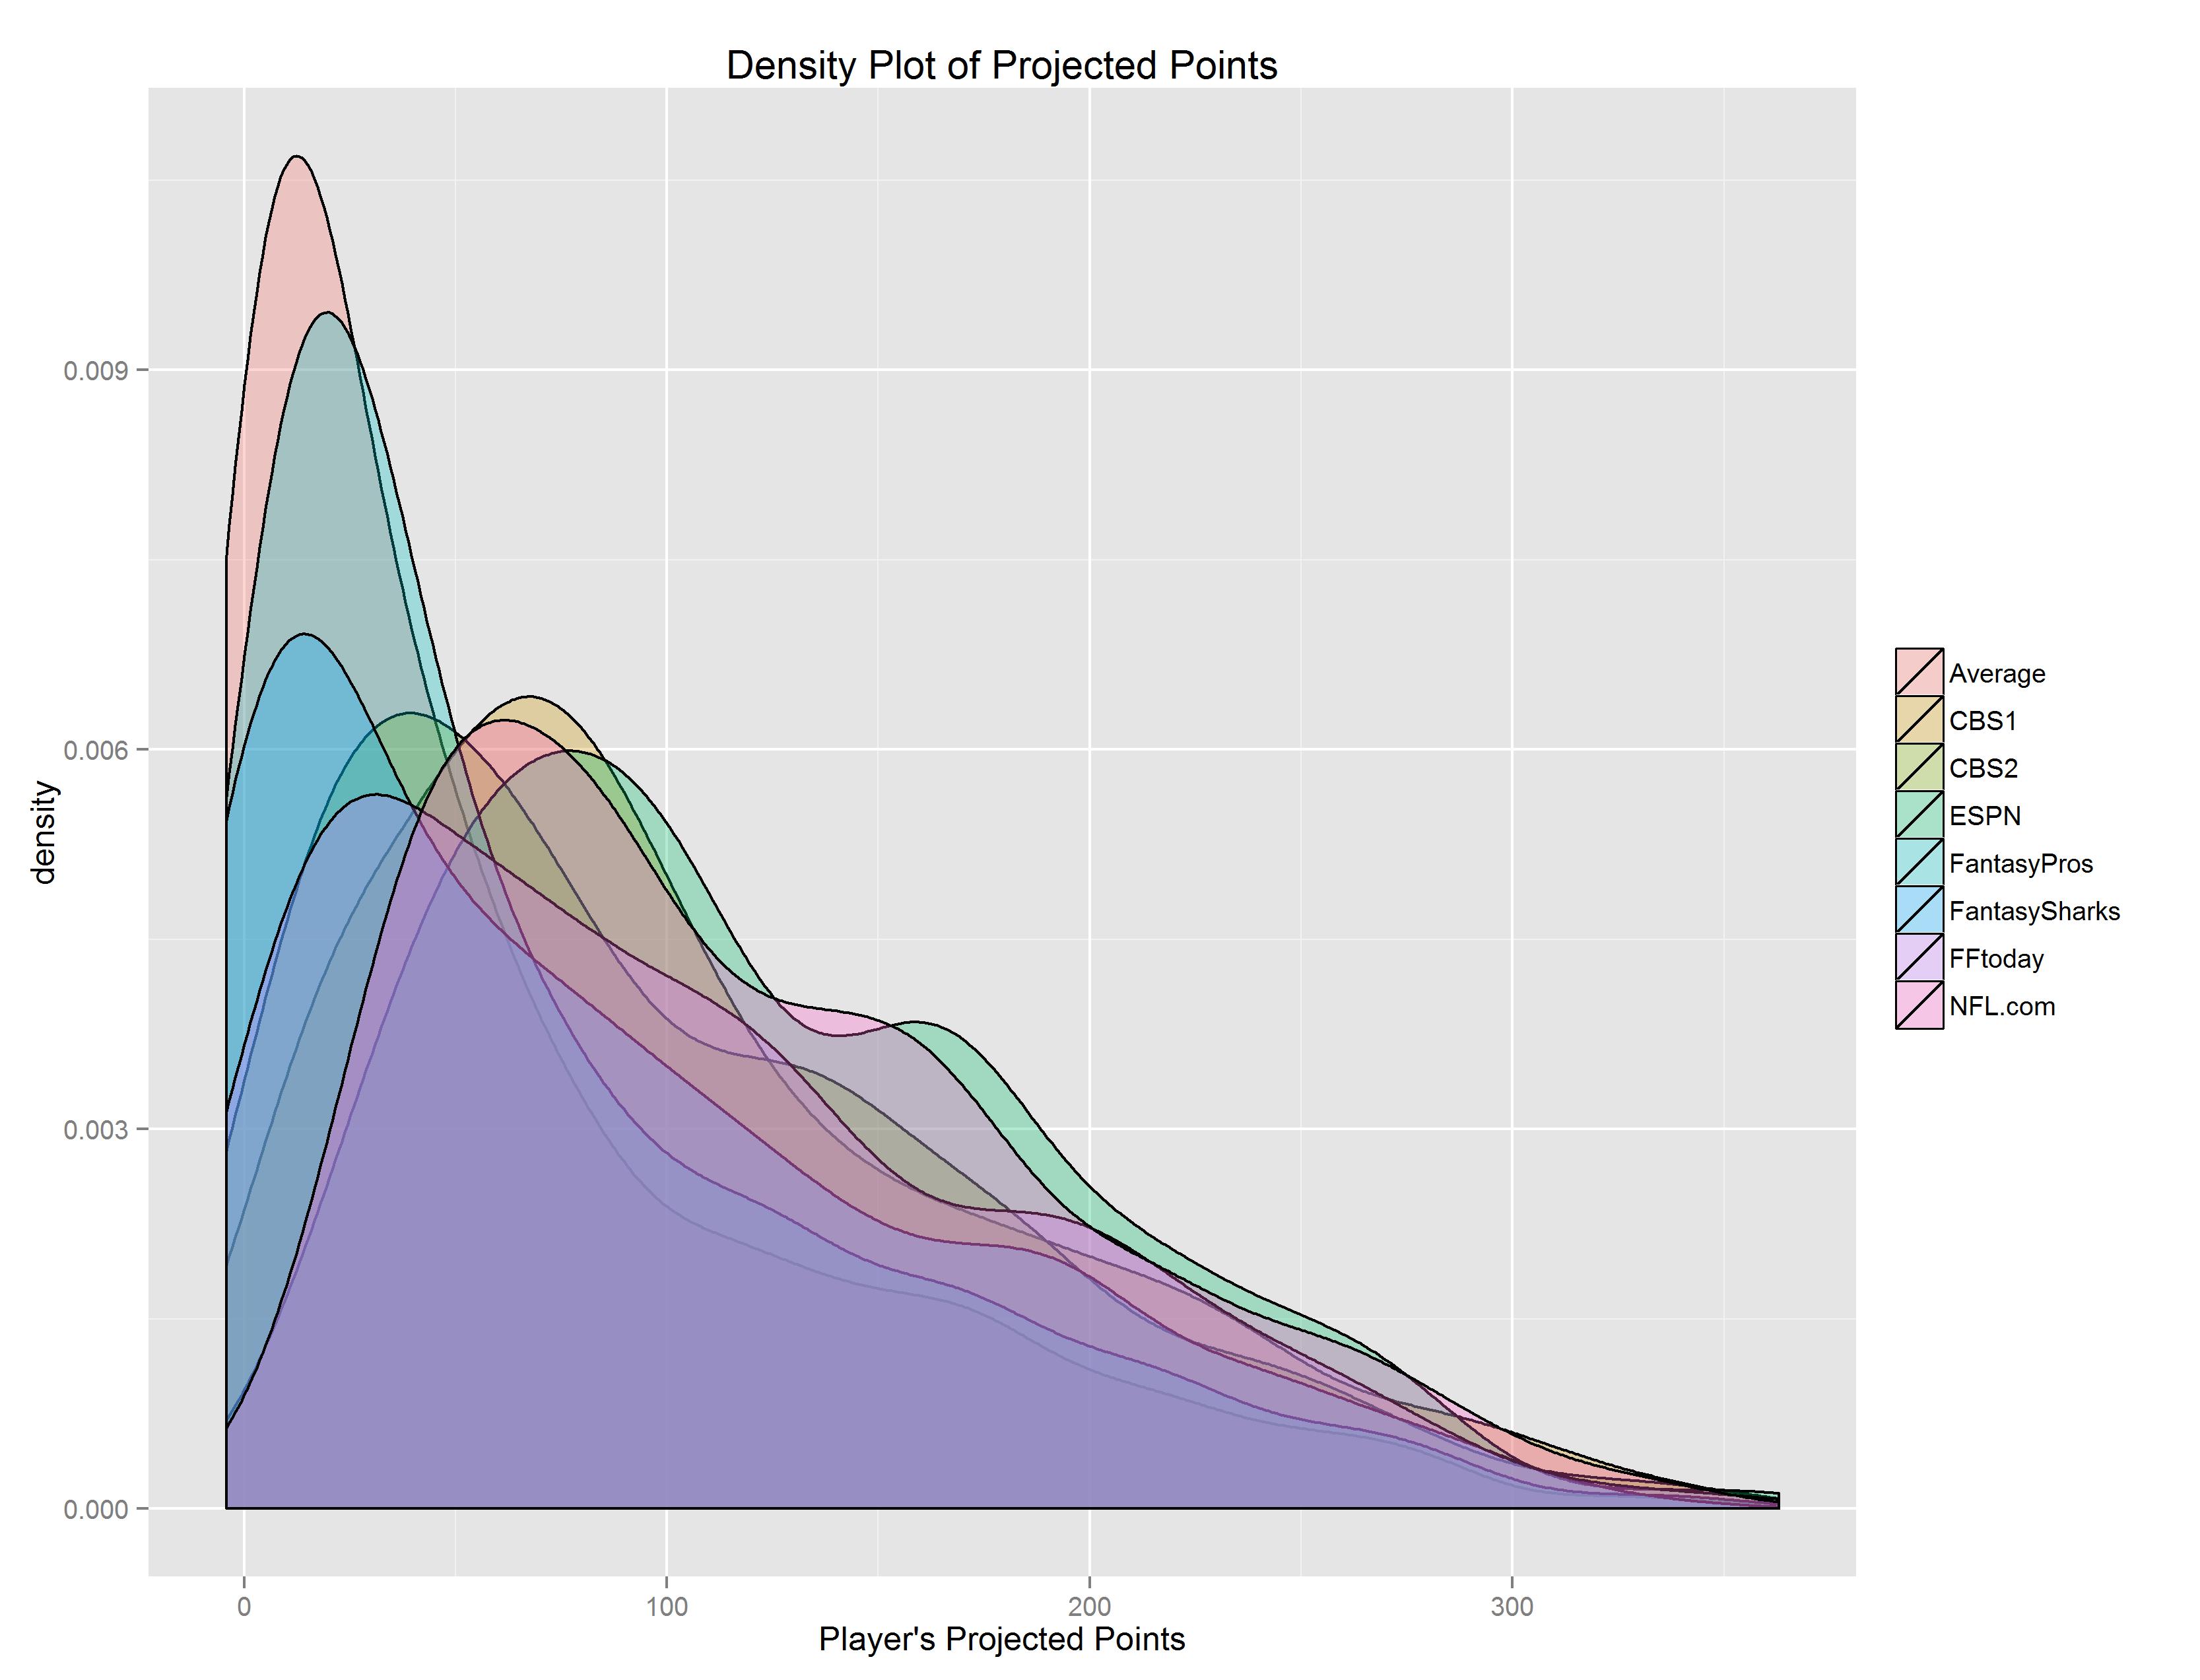 Density Plot of Projected Points
density
0.009
0.006
0.003
0.000
0
100
200
300
Player's Projected Points
Average
CBS1
CBS2
ESPN
FantasyPros
FantasySharks
FFtoday
NFL.com